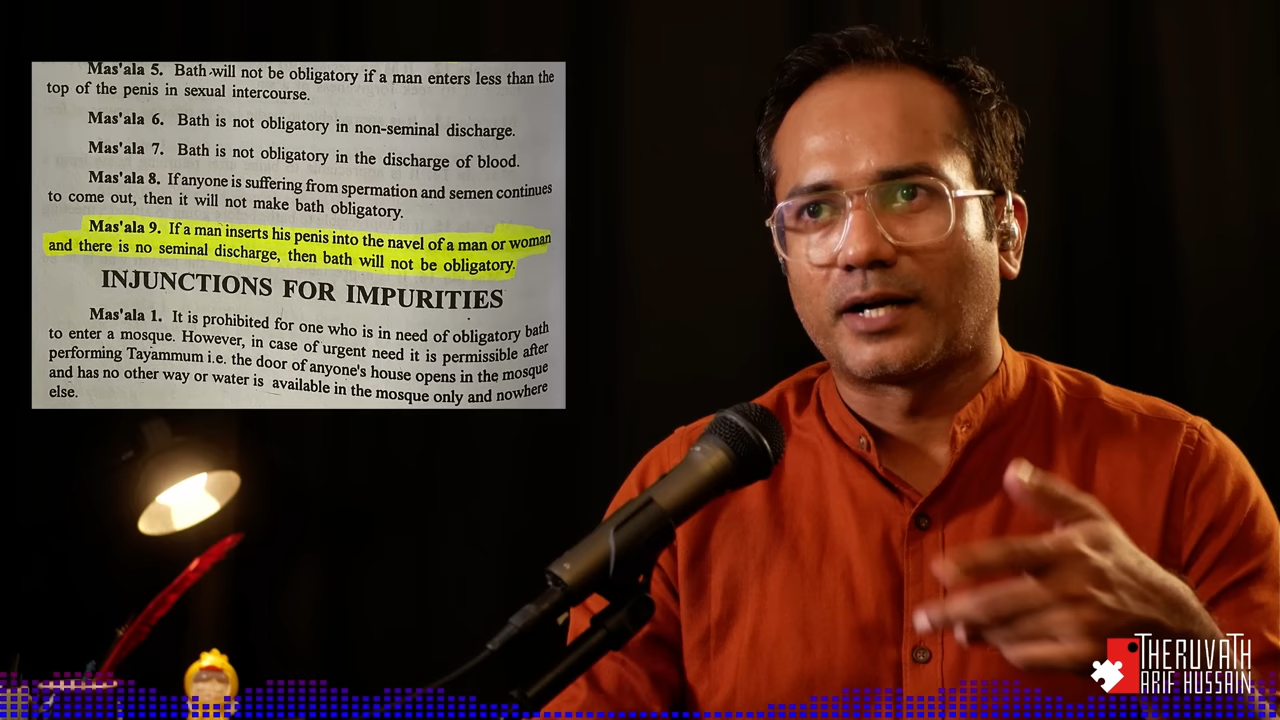 Mas'ala 5. Bath will not be obligatory if a man enters less than the
top of the penis in sexual intercourse.
Mas'ala 6. Bath is not obligatory in non-seminal discharge.
Mas'ala 7. Bath is not obligatory in the discharge of blood.
Mas'ala 8. If anyone is suffering from spermation and semen continues
to come out, then it will not make bath obligatory.
Mas'ala 9. If a man inserts his penis into the navel of a man or woman
and there is no seminal discharge, then bath will not be obligatory.
INJUNCTIONS FOR IMPURITIES
Mas'ala 1. It is prohibited for one who is in need of obligatory bath
to enter a mosque. However, in case of urgent need it is permissible after
performing Tayammum i.e. the door of anyone's house opens in the mosque
and has no other way or water is available in the mosque only and nowhere
else.
THERUVATH
ARIF HUSSAIN